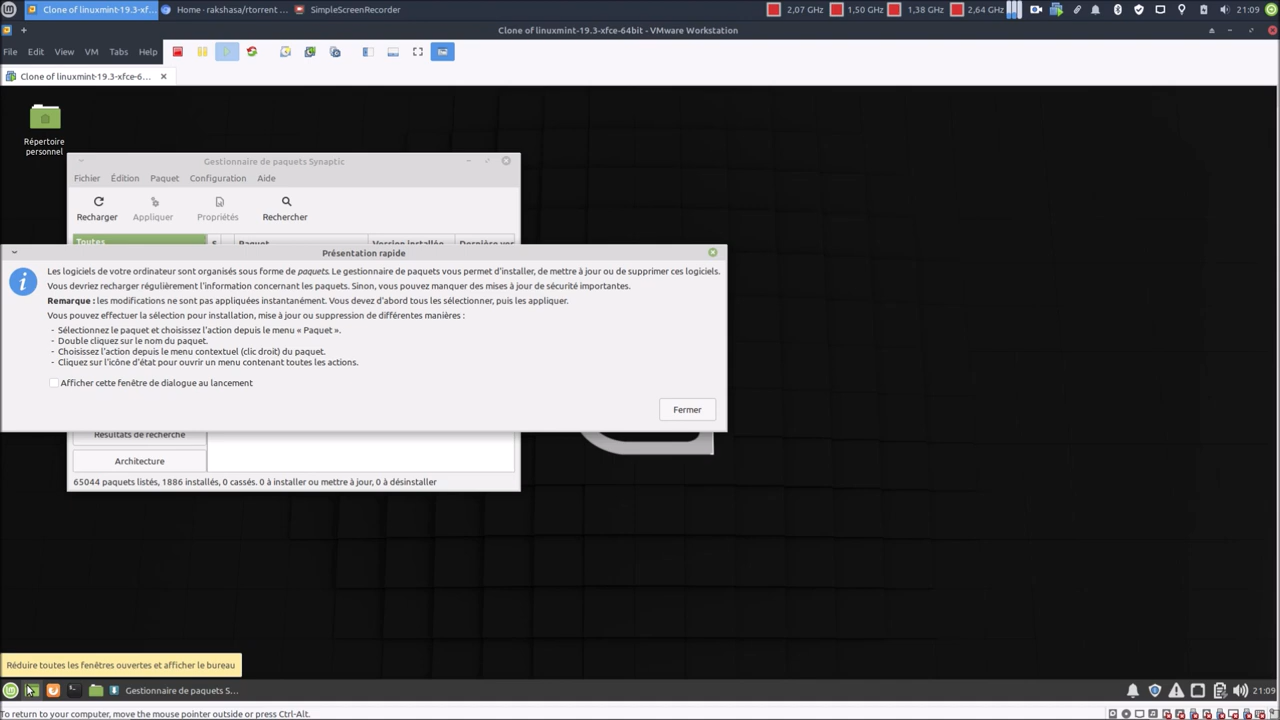 Clone of linuxmint-19.3-xf...
Home · rakshasa/rtorrent ...
SimpleScreenRecorder
2,07 GHz
1,50 GHz
1,38 GHz
2,64 GHz
21:09
Clone of linuxmint-19.3-xfce-64bit - VMware Workstation
File Edit View VM Tabs Help
Clone of linuxmint-19.3-xfce-6...
Répertoire
personnel
Gestionnaire de paquets Synaptic
Fichier Édition Paquet Configuration Aide
Recharger Appliquer Propriétés Rechercher
Toutes S Paquet Version installée Dernière ver
Présentation rapide
Les logiciels de votre ordinateur sont organisés sous forme de paquets. Le gestionnaire de paquets vous permet d'installer, de mettre à jour ou de supprimer ces logiciels.
Vous devriez recharger régulièrement l'information concernant les paquets. Sinon, vous pouvez manquer des mises à jour de sécurité importantes.
Remarque : les modifications ne sont pas appliquées instantanément. Vous devez d'abord tous les sélectionner, puis les appliquer.
Vous pouvez effectuer la sélection pour installation, mise à jour ou suppression de différentes manières :
- Sélectionnez le paquet et choisissez l'action depuis le menu « Paquet ».
- Double cliquez sur le nom du paquet.
- Choisissez l'action depuis le menu contextuel (clic droit) du paquet.
- Cliquez sur l'icône d'état pour ouvrir un menu contenant toutes les actions.
Afficher cette fenêtre de dialogue au lancement
Fermer
Résultats de recherche
Architecture
65044 paquets listés, 1886 installés, 0 cassés. 0 à installer ou mettre à jour, 0 à désinstaller
Réduire toutes les fenêtres ouvertes et afficher le bureau
Gestionnaire de paquets S...
21:09
To return to your computer, move the mouse pointer outside or press Ctrl-Alt.